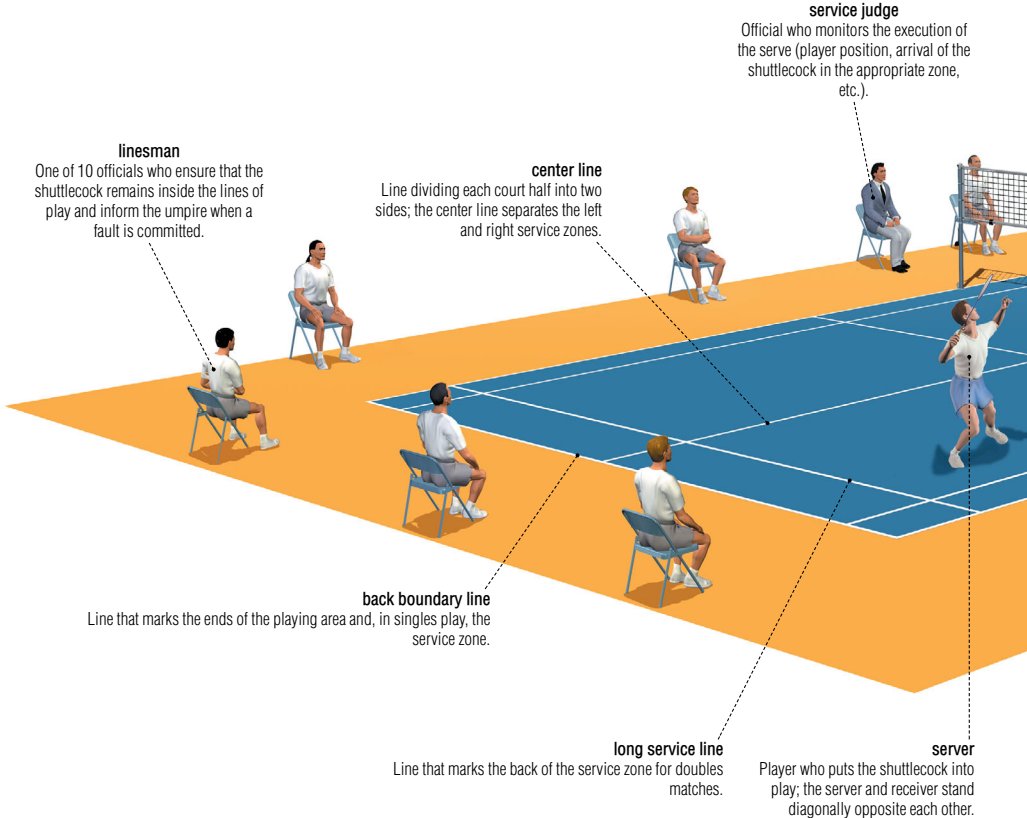 service judge
Official who monitors the execution of
the serve (player position, arrival of the
shuttlecock in the appropriate zone,
etc.).
linesman
One of 10 officials who ensure that the
shuttlecock remains inside the lines of
play and inform the umpire when a
fault is committed.
center line
Line dividing each court half into two
sides; the center line separates the left
and right service zones.
back boundary line
Line that marks the ends of the playing area and, in singles play, the
service zone.
long service line
Line that marks the back of the service zone for doubles
matches.
server
Player who puts the shuttlecock into
play; the server and receiver stand
diagonally opposite each other.